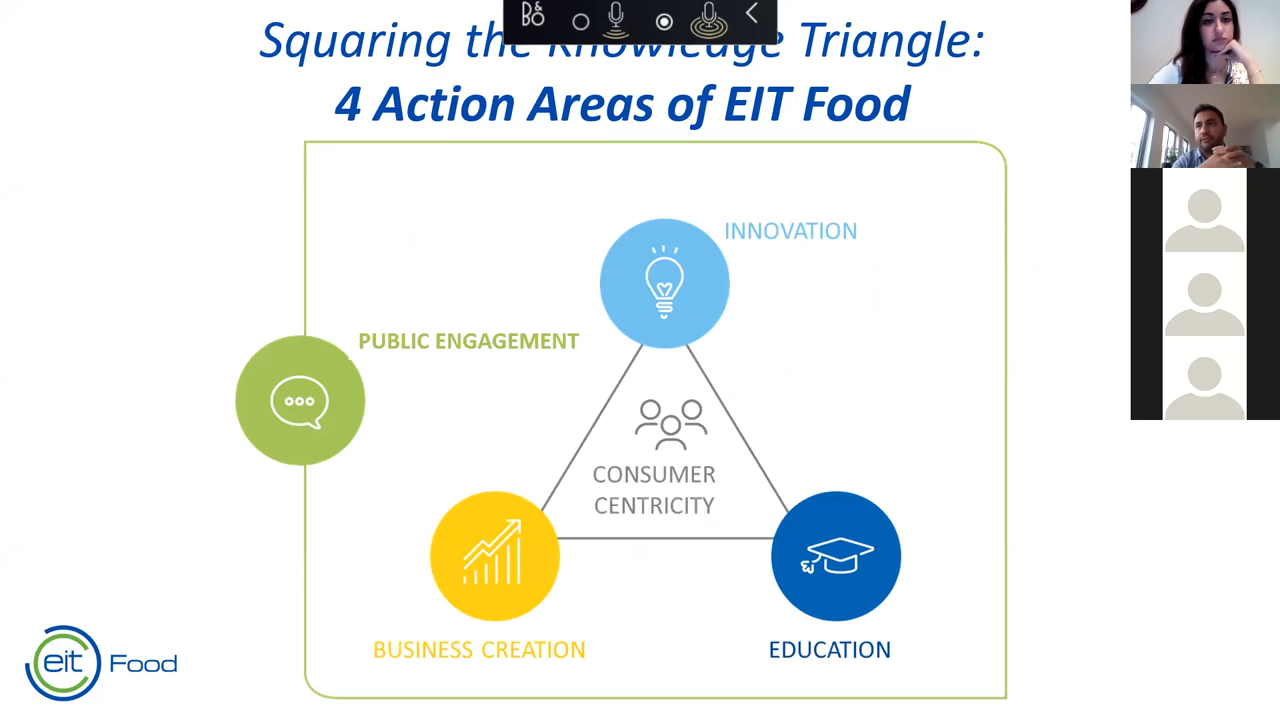 B&O
Squaring the Knowledge Triangle:
4 Action Areas of EIT Food
INNOVATION
PUBLIC ENGAGEMENT
CONSUMER
CENTRICITY
BUSINESS CREATION
EDUCATION
eit Food